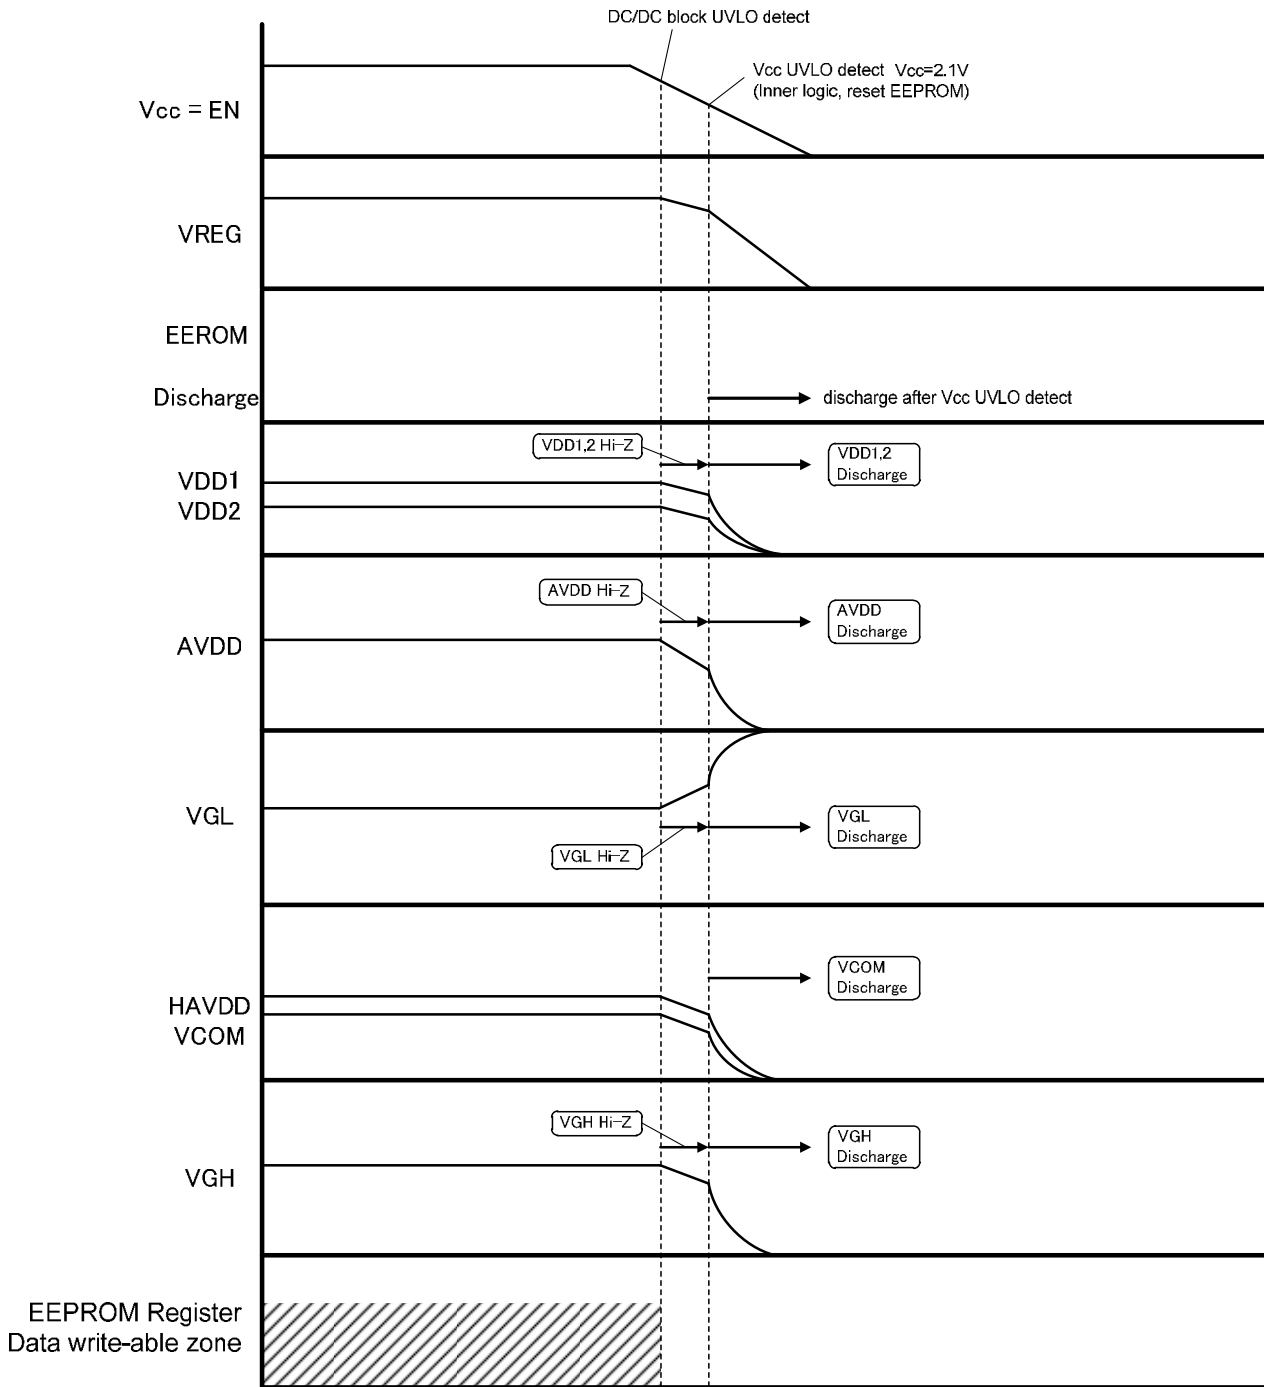 DC/DC block UVLO detect
Vcc UVLO detect Vcc=2.1V
(Inner logic, reset EEPROM)
Vcc = EN
VREG
EEROM
Discharge
discharge after Vcc UVLO detect
VDD1,2 Hi-Z
VDD1,2
Discharge
VDD1
VDD2
AVDD Hi-Z
AVDD
Discharge
AVDD
VGL
VGL
Discharge
VGL Hi-Z
VCOM
Discharge
HAVDD
VCOM
VGH Hi-Z
VGH
Discharge
VGH
EEPROM Register
Data write-able zone